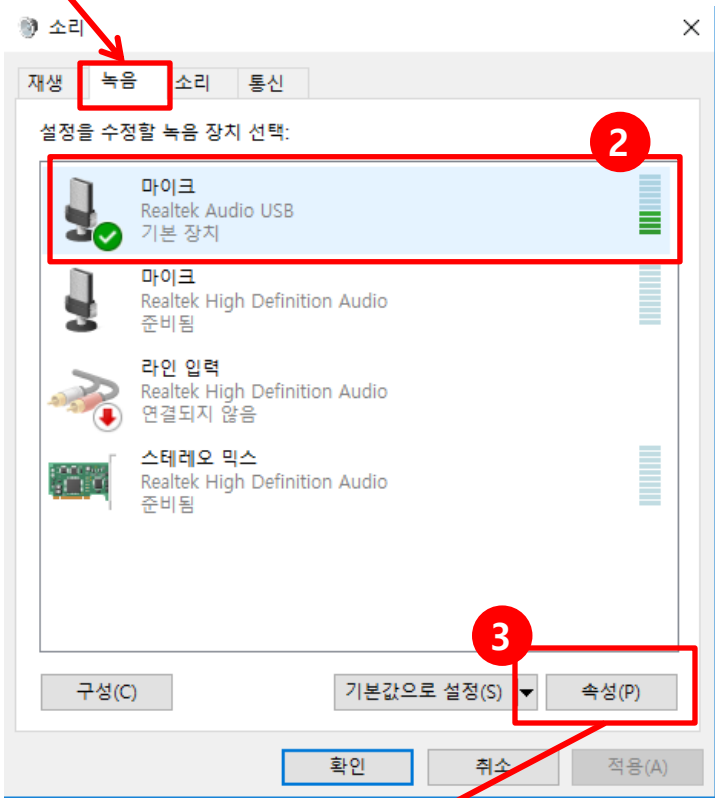 소리
재생 녹음 소리 통신
설정을 수정할 녹음 장치 선택:
2
마이크
Realtek Audio USB
기본 장치
마이크
Realtek High Definition Audio
준비됨
라인 입력
Realtek High Definition Audio
연결되지 않음
스테레오 믹스
Realtek High Definition Audio
준비됨
3
구성(C) 기본값으로 설정(S) 속성(P)
확인 취소 적용(A)